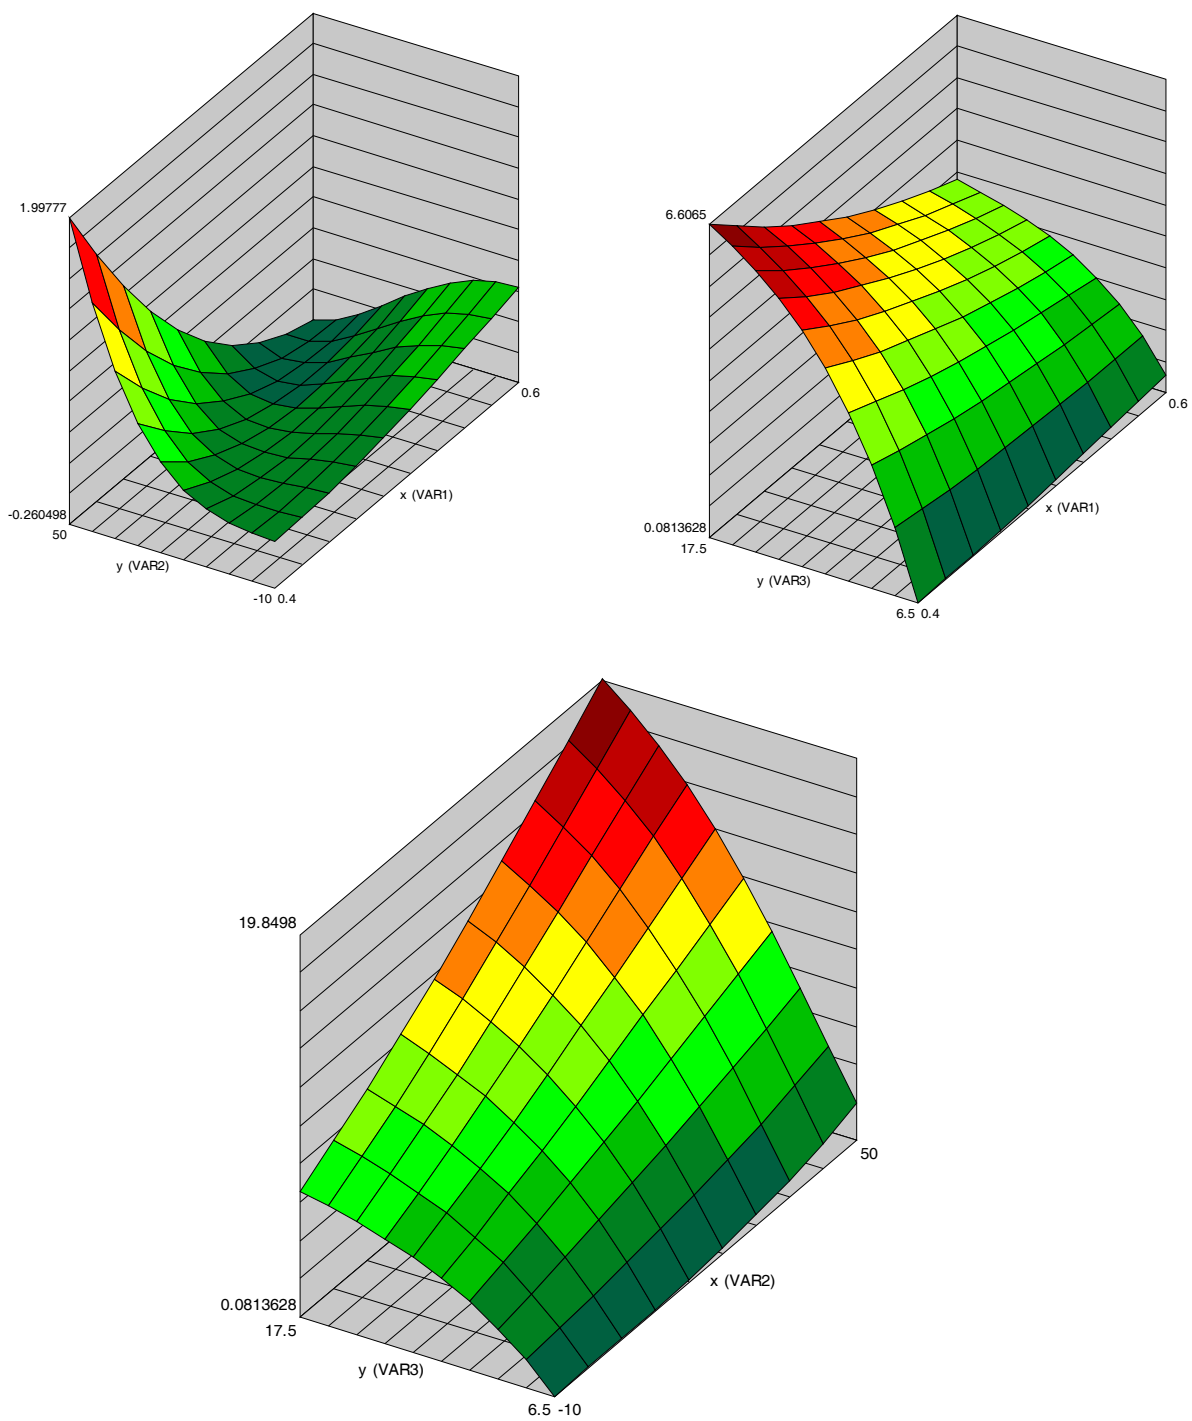 1.99777
-0.260498
50
y (VAR2)
-10 0.4
x (VAR1)
0.6
6.6065
0.0813628
17.5
y (VAR3)
6.5 0.4
x (VAR1)
0.6
19.8498
0.0813628
17.5
y (VAR3)
6.5 -10
x (VAR2)
50